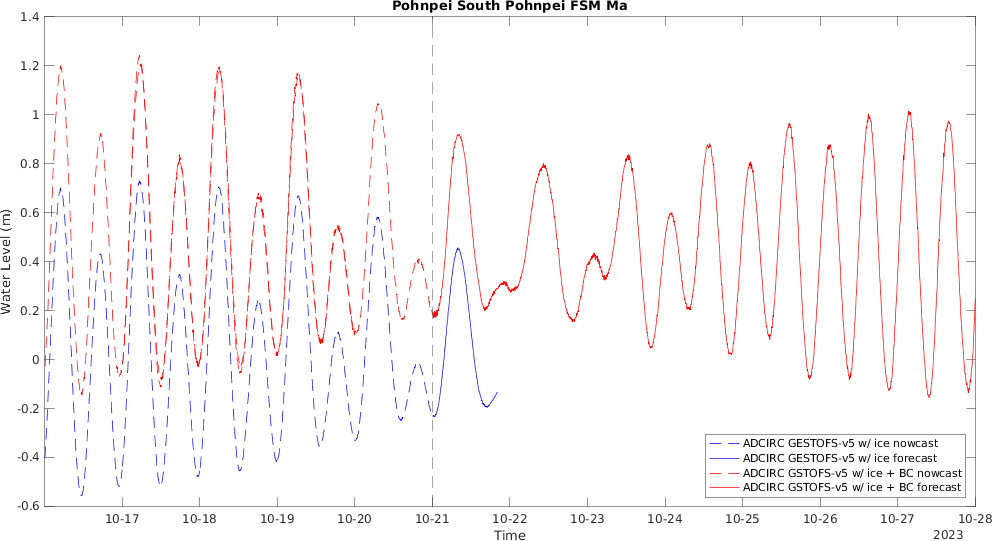 Pohnpei South Pohnpei FSM Ma
1.4
1.2
1
0.8
0.6
0.4
0.2
0
-0.2
-0.4
-0.6
Water Level (m)
10-17 10-18 10-19 10-20 10-21 10-22 10-23 10-24 10-25 10-26 10-27 10-28
Time
2023
ADCIRC GESTOFS-v5 w/ ice nowcast
ADCIRC GESTOFS-v5 w/ ice forecast
ADCIRC GSTOFS-v5 w/ ice + BC nowcast
ADCIRC GSTOFS-v5 w/ ice + BC forecast